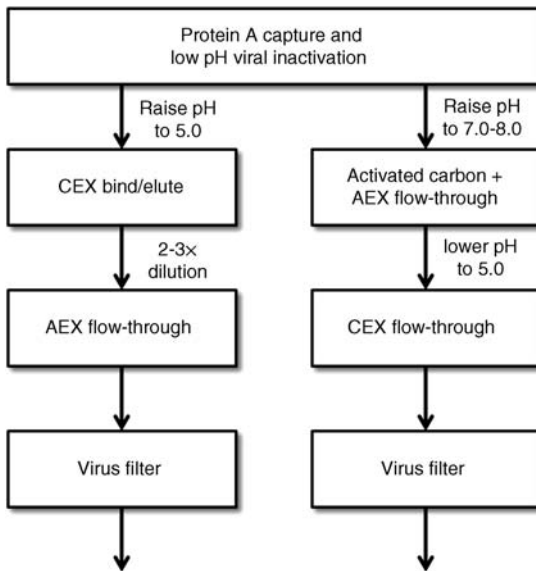 Protein A capture and
low pH viral inactivation
Raise pH
to 5.0
CEX bind/elute
2-3×
dilution
AEX flow-through
Virus filter
Raise pH
to 7.0-8.0
Activated carbon +
AEX flow-through
lower pH
to 5.0
CEX flow-through
Virus filter